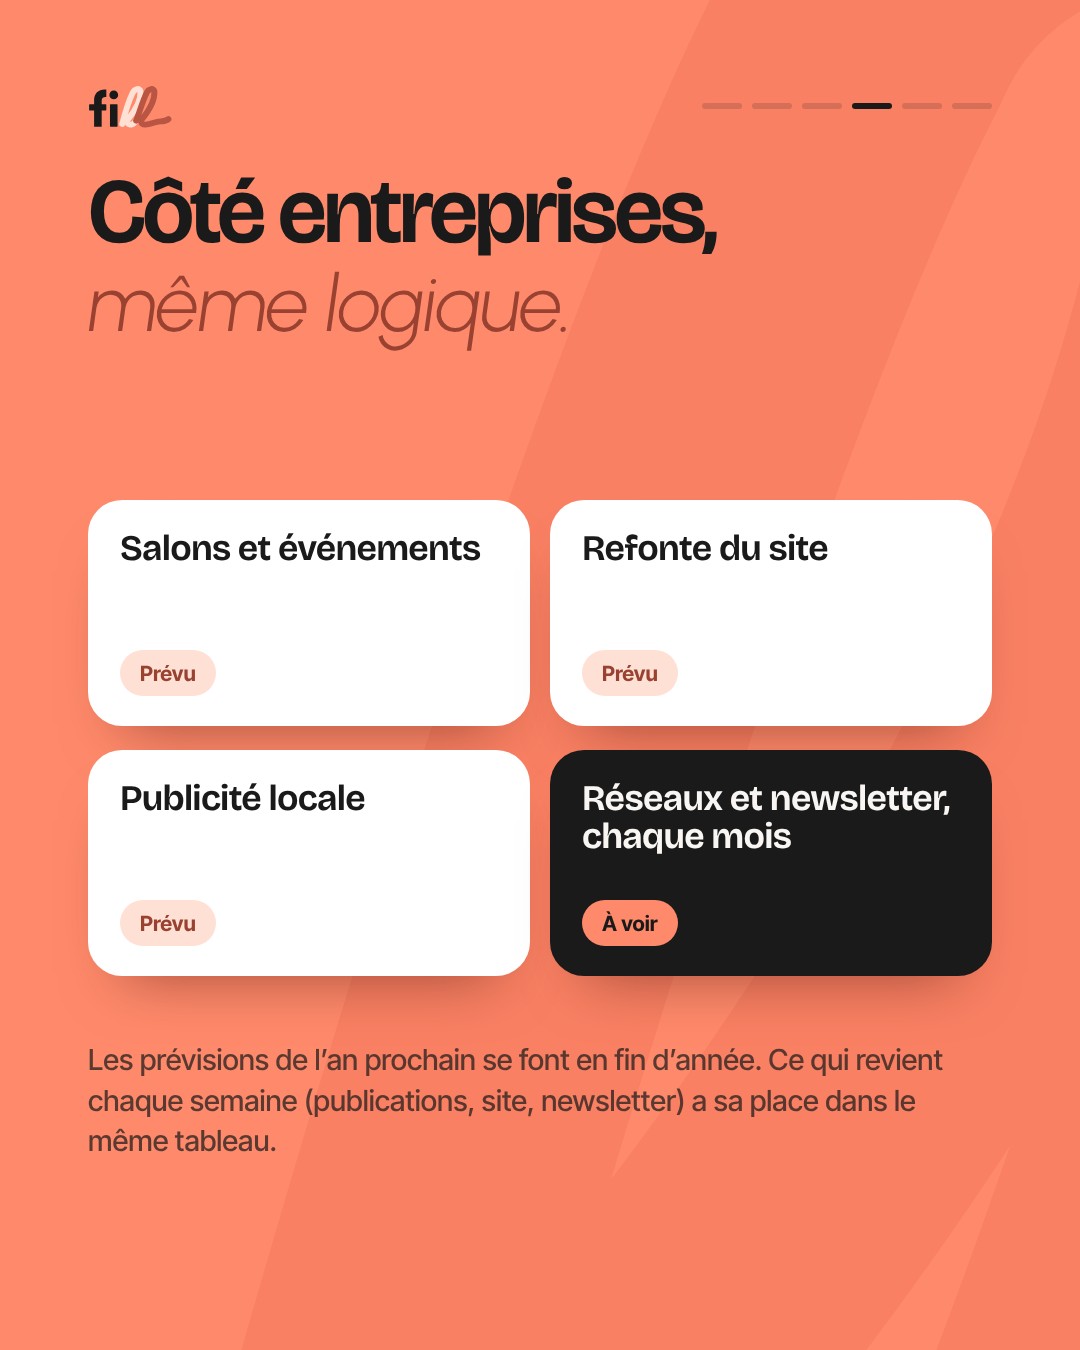 fill
Côté entreprises,
même logique.
Salons et événements
Prévu
Refonte du site
Prévu
Publicité locale
Prévu
Réseaux et newsletter,
chaque mois
À voir
Les prévisions de l’an prochain se font en fin d’année. Ce qui revient
chaque semaine (publications, site, newsletter) a sa place dans le
même tableau.